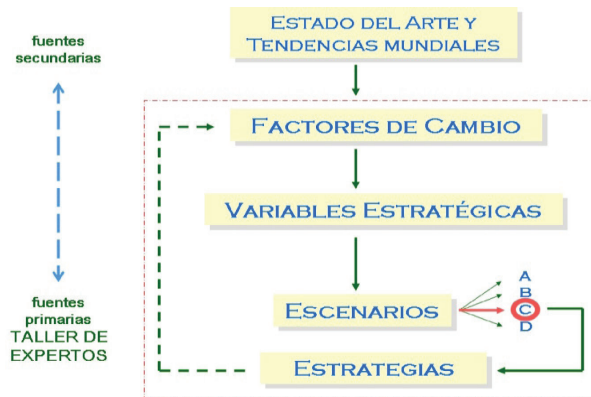 fuentes
secundarias
ESTADO DEL ARTE Y
TENDENCIAS MUNDIALES
FACTORES DE CAMBIO
VARIABLES ESTRATÉGICAS
ESCENARIOS
A
B
C
D
fuentes
primarias
TALLER DE
EXPERTOS
ESTRATEGIAS